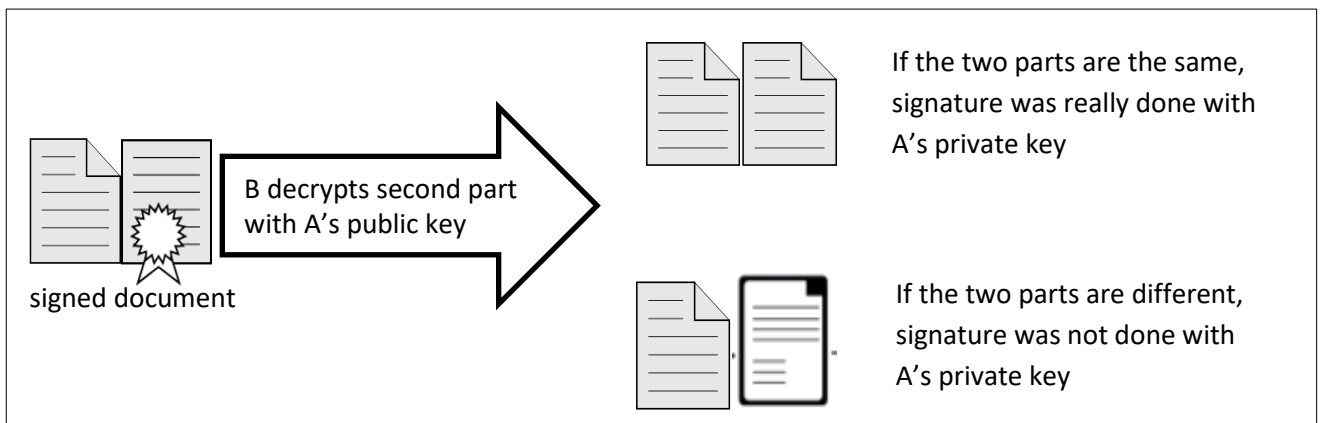 If the two parts are the same,
signature was really done with
A’s private key
B decrypts second part
with A’s public key
signed document
If the two parts are different,
signature was not done with
A’s private key